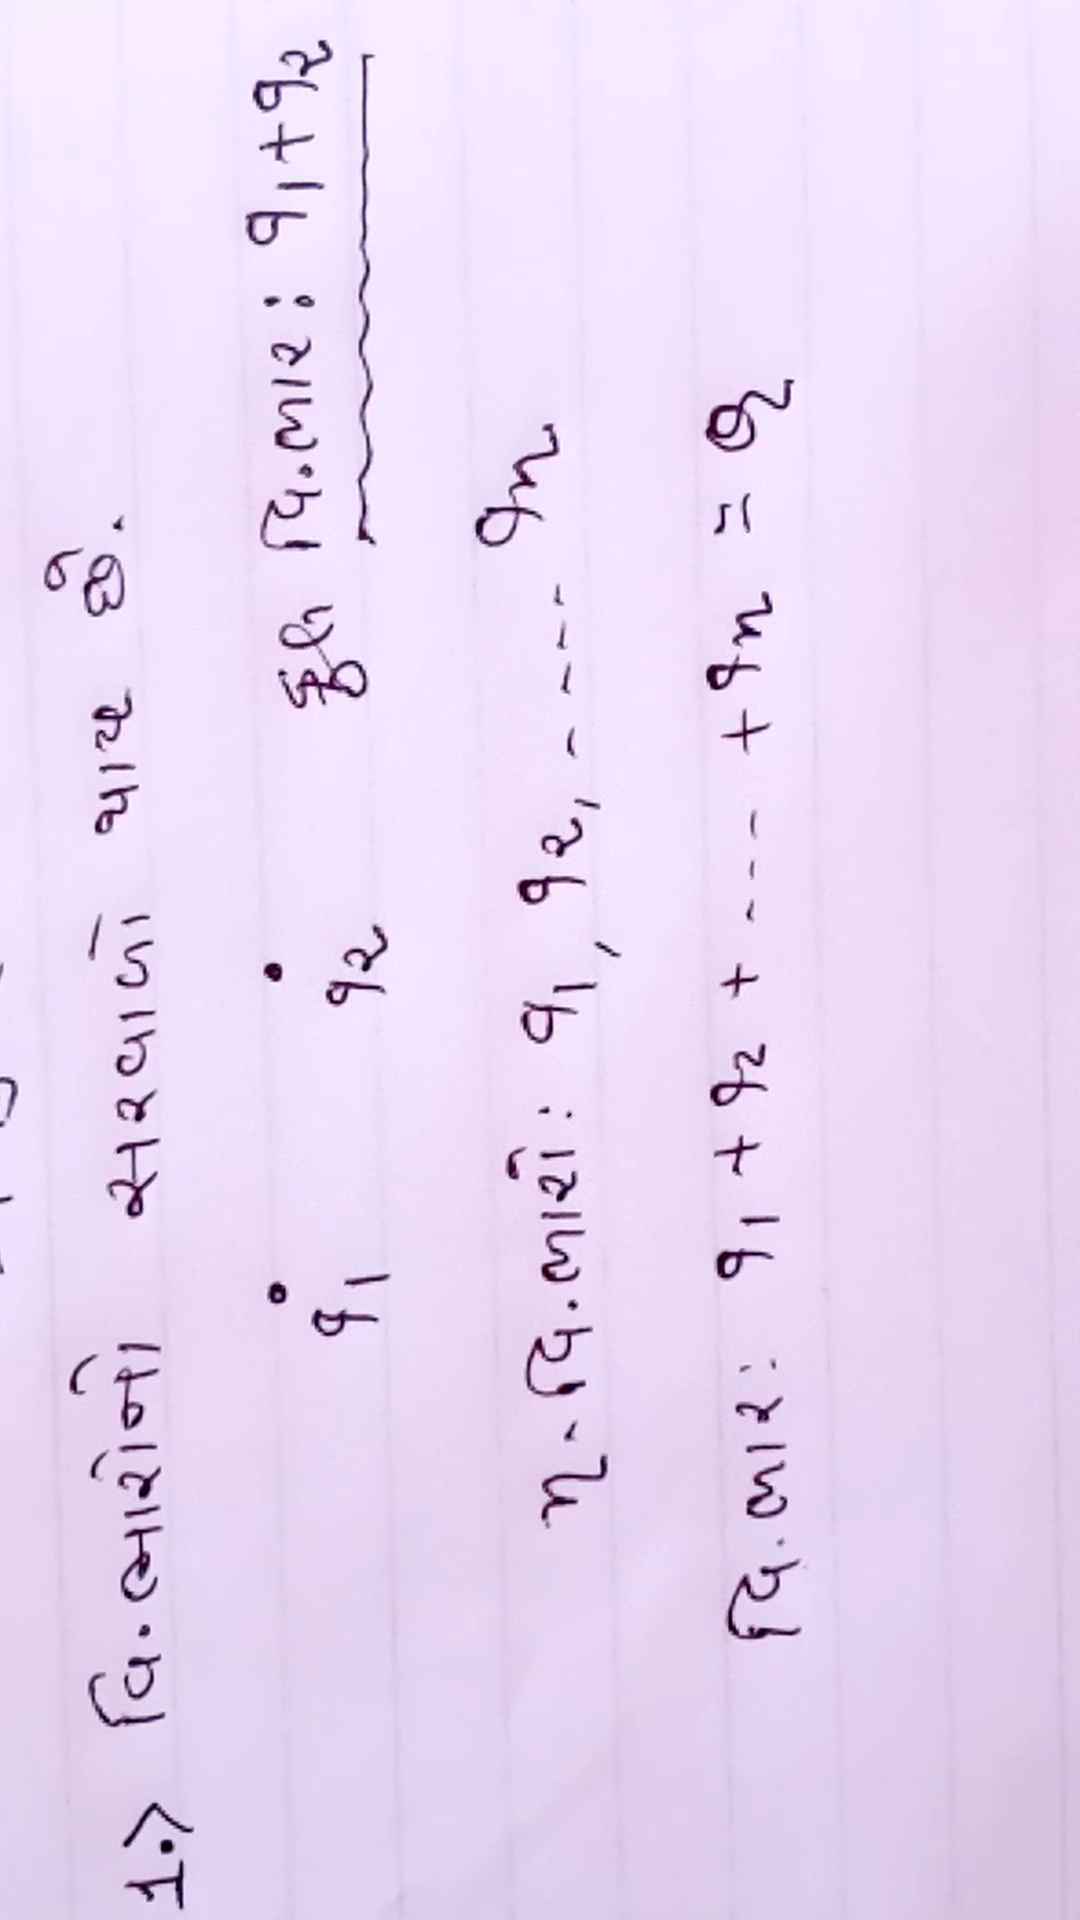 1.> વિ.ભારોનો સરવાળો થાય છે.
q1 q2 કુલ વિ.ભાર: q1+q2
n-વિ.ભારો: q1, q2, ---- qn
વિ.ભાર: q1 + q2 + --- + qn = Q